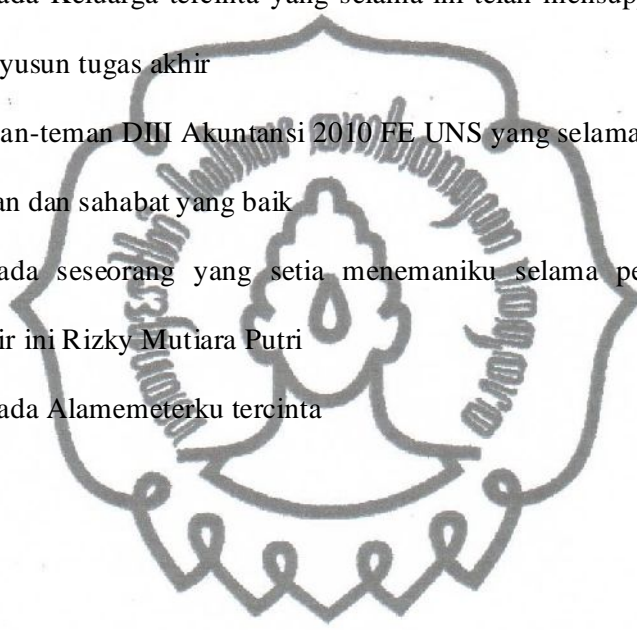 ada Keluarga tercinta yang selama ini telah mensup
yusun tugas akhir
an-teman DIII Akuntansi 2010 FE UNS yang selama
an dan sahabat yang baik
ada seseorang yang setia menemaniku selama pe
ir ini Rizky Mutiara Putri
ada Alamemeterku tercinta